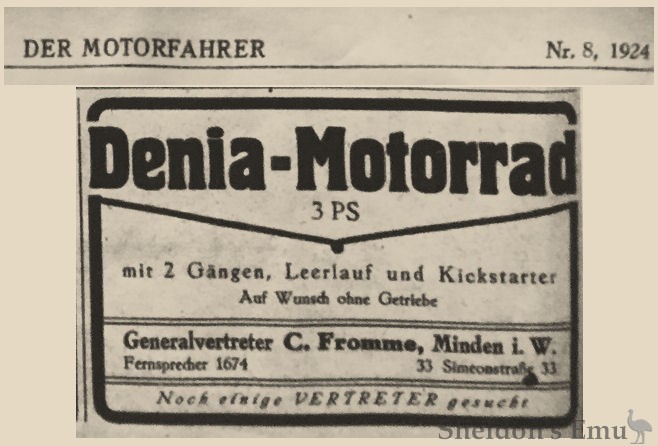 DER MOTORFAHRER Nr. 8, 1924
Denia-Motorrad
3 PS
mit 2 Gängen, Leerlauf und Kickstarter
Auf Wunsch ohne Getriebe
Generalvertreter C. Fromme, Minden i. W.
Fernsprecher 1674 33 Simeonstraße 33
Noch einige VERTRETER gesucht
Sheldon's Emu